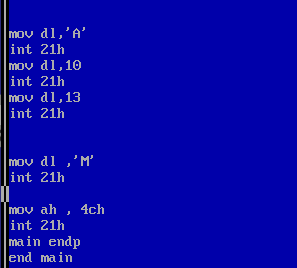 mov dl,'A'
int 21h
mov dl,10
int 21h
mov dl,13
int 21h
mov dl ,'M'
int 21h
mov ah , 4ch
int 21h
main endp
end main